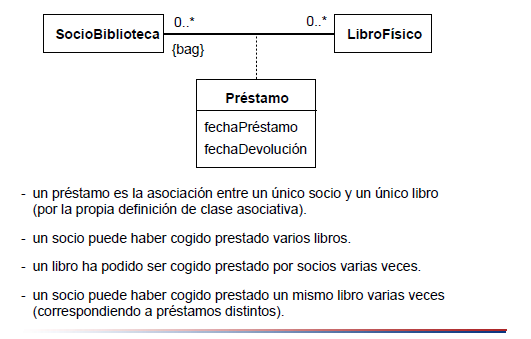 0..*
0..*
SocioBiblioteca
LibroFísico
{bag}
Préstamo
fechaPréstamo
fechaDevolución
- un préstamo es la asociación entre un único socio y un único libro
(por la propia definición de clase asociativa).
- un socio puede haber cogido prestado varios libros.
- un libro ha podido ser cogido prestado por socios varias veces.
- un socio puede haber cogido prestado un mismo libro varias veces
(correspondiendo a préstamos distintos).